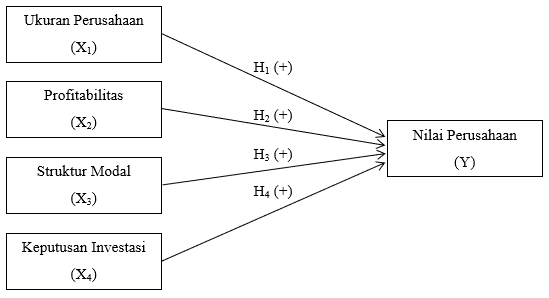 Ukuran Perusahaan
(X₁)
H₁ (+)
Profitabilitas
(X₂)
H₂ (+)
Nilai Perusahaan
(Y)
Struktur Modal
(X₃)
H₃ (+)
H₄ (+)
Keputusan Investasi
(X₄)